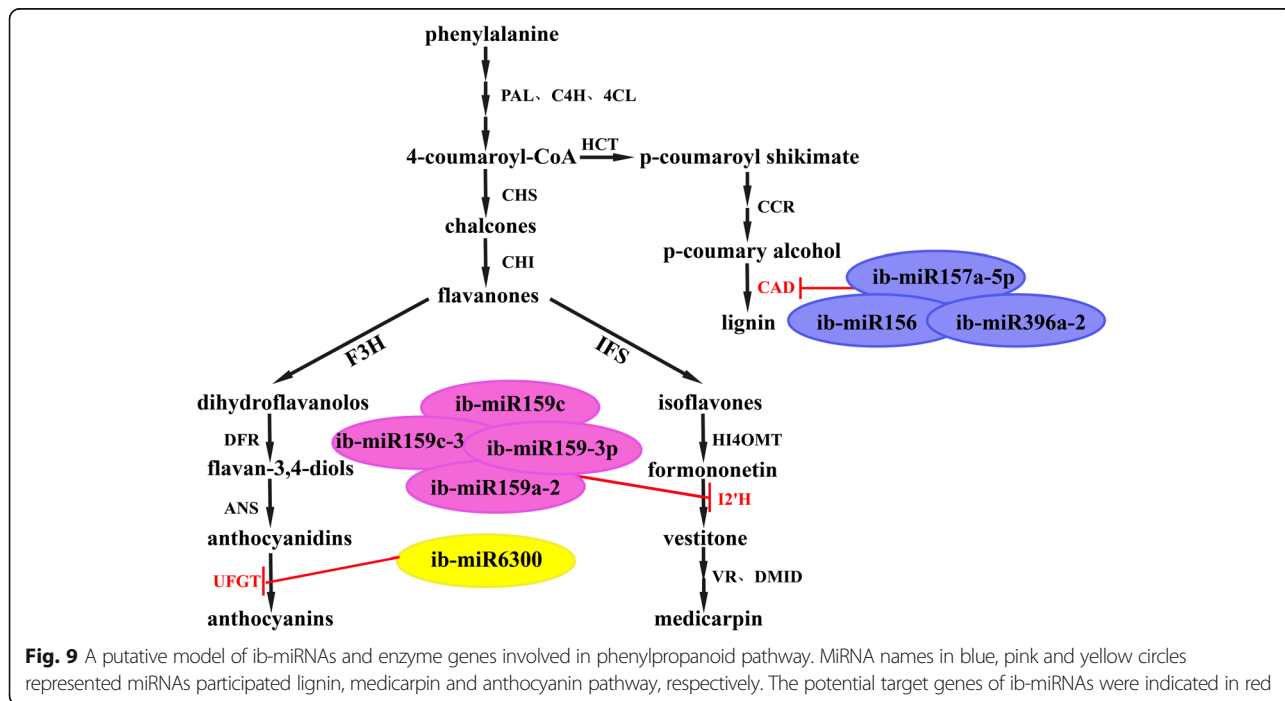 phenylalanine
PAL、C4H、4CL
4-coumaroyl-CoA HCT p-coumaroyl shikimate
CHS
CCR
chalcones
p-coumary alcohol
CHI
CAD ib-miR157a-5p
flavanones
lignin ib-miR156 ib-miR396a-2
F3H IFS
dihydroflavanolos ib-miR159c isoflavones
DFR ib-miR159c-3 ib-miR159-3p HI4OMT
flavan-3,4-diols formononetin
ib-miR159a-2 I2'H
ANS
anthocyanidins vestitone
ib-miR6300
UFGT VR、DMID
anthocyanins medicarpin
Fig. 9 A putative model of ib-miRNAs and enzyme genes involved in phenylpropanoid pathway. MiRNA names in blue, pink and yellow circles
represented miRNAs participated lignin, medicarpin and anthocyanin pathway, respectively. The potential target genes of ib-miRNAs were indicated in red